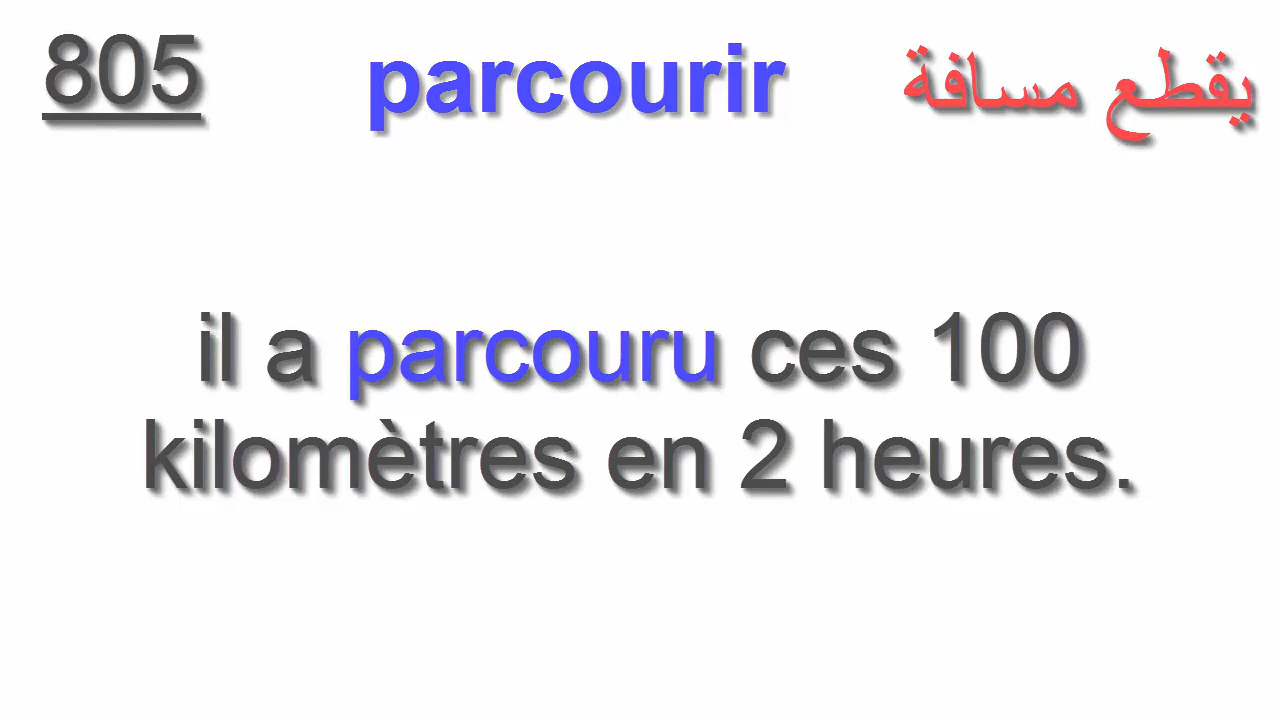 805 parcourir يقطع مسافة
il a parcouru ces 100
kilomètres en 2 heures.